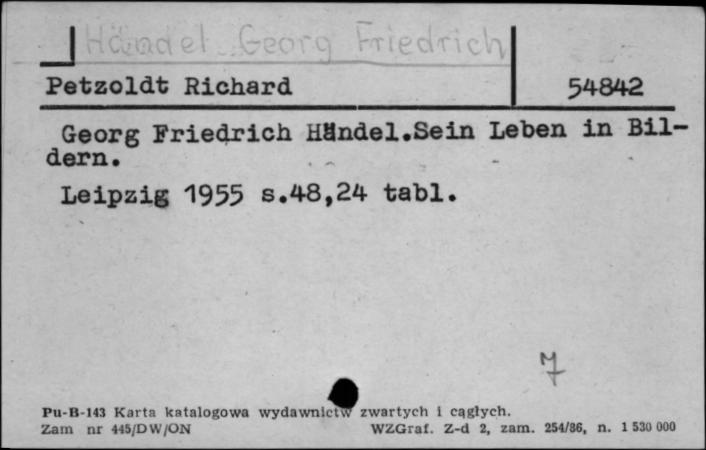 Händel Georg Friedrich
Petzoldt Richard 54842
Georg Friedrich Händel.Sein Leben in Bil-
dern.
Leipzig 1955 s.48,24 tabl.
Pu-B-143 Karta katalogowa wydawnictw zwartych i ciągłych.
Zam nr 445/DW/ON WZGraf. Z-d 2, zam. 254/86, n. 1 530 000